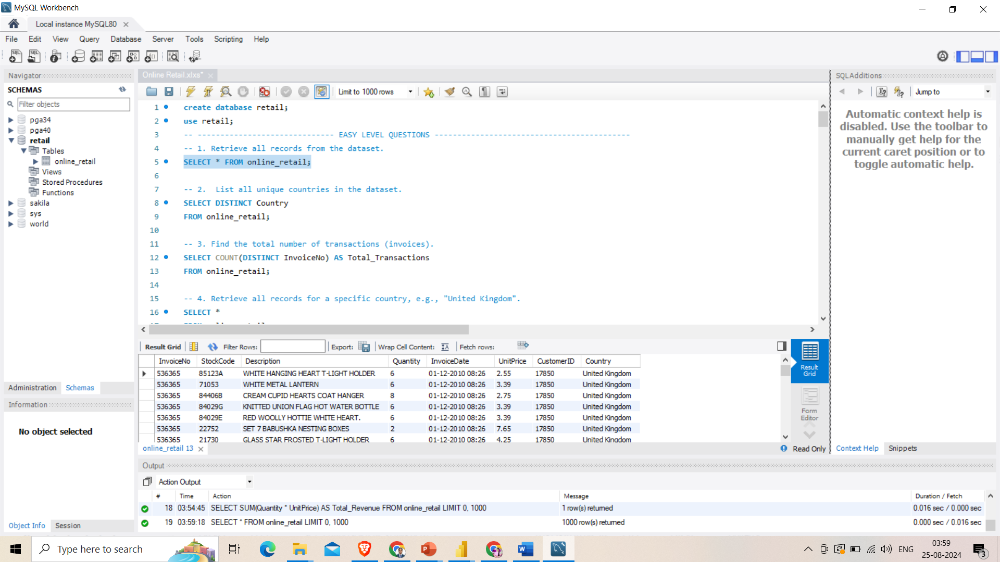 MySQL Workbench
Local instance MySQL80
File Edit View Query Database Server Tools Scripting Help
Navigator
SCHEMAS
Filter objects
pga34
pga40
retail
Tables
online_retail
Views
Stored Procedures
Functions
sakila
sys
world
Administration Schemas
Information
No object selected
Object Info Session
Online Retail.xlxs*
Limit to 1000 rows
1 create database retail;
2 use retail;
3 -- ------------------------------ EASY LEVEL QUESTIONS -------------------------------------------
4 -- 1. Retrieve all records from the dataset.
5 SELECT * FROM online_retail;
6
7 -- 2.  List all unique countries in the dataset.
8 SELECT DISTINCT Country
9 FROM online_retail;
10
11 -- 3. Find the total number of transactions (invoices).
12 SELECT COUNT(DISTINCT InvoiceNo) AS Total_Transactions
13 FROM online_retail;
14
15 -- 4. Retrieve all records for a specific country, e.g., "United Kingdom".
16 SELECT *
Result Grid Filter Rows: Export: Wrap Cell Content: Fetch rows:
InvoiceNo StockCode Description Quantity InvoiceDate UnitPrice CustomerID Country
536365 85123A WHITE HANGING HEART T-LIGHT HOLDER 6 01-12-2010 08:26 2.55 17850 United Kingdom
536365 71053 WHITE METAL LANTERN 6 01-12-2010 08:26 3.39 17850 United Kingdom
536365 84406B CREAM CUPID HEARTS COAT HANGER 8 01-12-2010 08:26 2.75 17850 United Kingdom
536365 84029G KNITTED UNION FLAG HOT WATER BOTTLE 6 01-12-2010 08:26 3.39 17850 United Kingdom
536365 84029E RED WOOLLY HOTTIE WHITE HEART. 6 01-12-2010 08:26 3.39 17850 United Kingdom
536365 22752 SET 7 BABUSHKA NESTING BOXES 2 01-12-2010 08:26 7.65 17850 United Kingdom
536365 21730 GLASS STAR FROSTED T-LIGHT HOLDER 6 01-12-2010 08:26 4.25 17850 United Kingdom
Result
Grid
Form
Editor
online_retail 13
Read Only
SQLAdditions
Jump to
Automatic context help is
disabled. Use the toolbar to
manually get help for the
current caret position or to
toggle automatic help.
Context Help Snippets
Output
Action Output
# Time Action Message Duration / Fetch
18 03:54:45 SELECT SUM(Quantity * UnitPrice) AS Total_Revenue FROM online_retail LIMIT 0, 1000 1 row(s) returned 0.016 sec / 0.000 sec
19 03:59:18 SELECT * FROM online_retail LIMIT 0, 1000 1000 row(s) returned 0.000 sec / 0.016 sec
Type here to search
ENG
03:59
25-08-2024
3